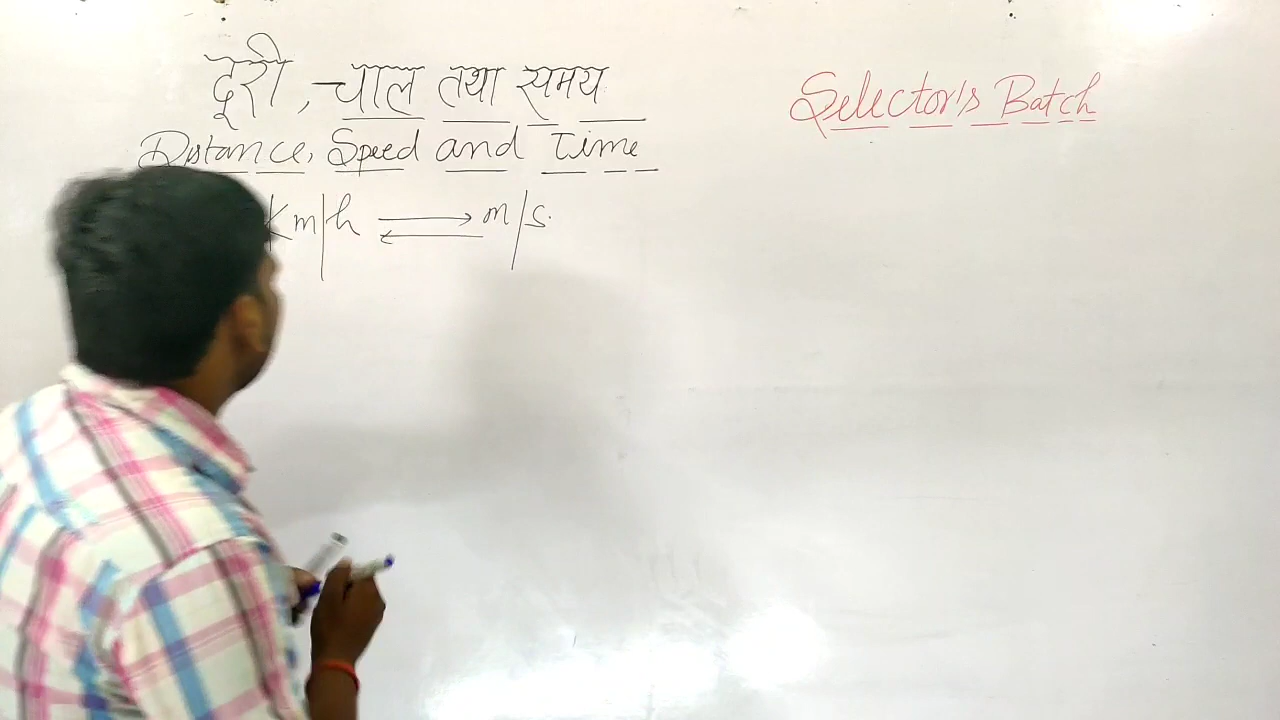 दूरी, चाल तथा समय
Selector's Batch
Distance, Speed and Time
Km/h ⇄ m/s.